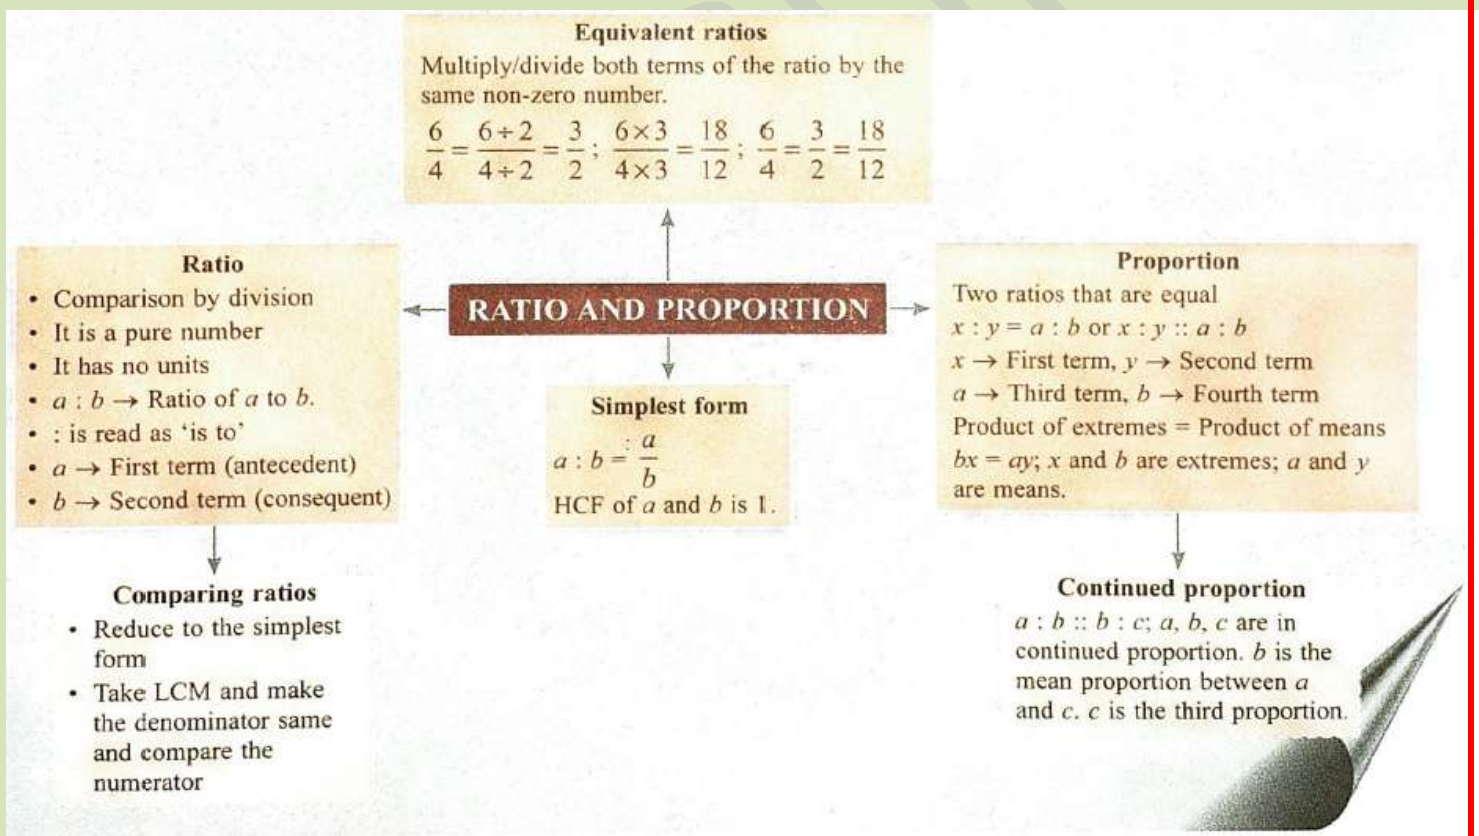 Equivalent ratios
Multiply/divide both terms of the ratio by the
same non-zero number.
6/4 = 6÷2/4÷2 = 3/2 ; 6×3/4×3 = 18/12 ; 6/4 = 3/2 = 18/12
Ratio
• Comparison by division
• It is a pure number
• It has no units
• a : b → Ratio of a to b.
• : is read as ‘is to’
• a → First term (antecedent)
• b → Second term (consequent)
RATIO AND PROPORTION
Proportion
Two ratios that are equal
x : y = a : b or x : y :: a : b
x → First term, y → Second term
a → Third term, b → Fourth term
Product of extremes = Product of means
bx = ay; x and b are extremes; a and y
are means.
Simplest form
a : b = a/b
HCF of a and b is 1.
Comparing ratios
• Reduce to the simplest
form
• Take LCM and make
the denominator same
and compare the
numerator
Continued proportion
a : b :: b : c; a, b, c are in
continued proportion. b is the
mean proportion between a
and c. c is the third proportion.